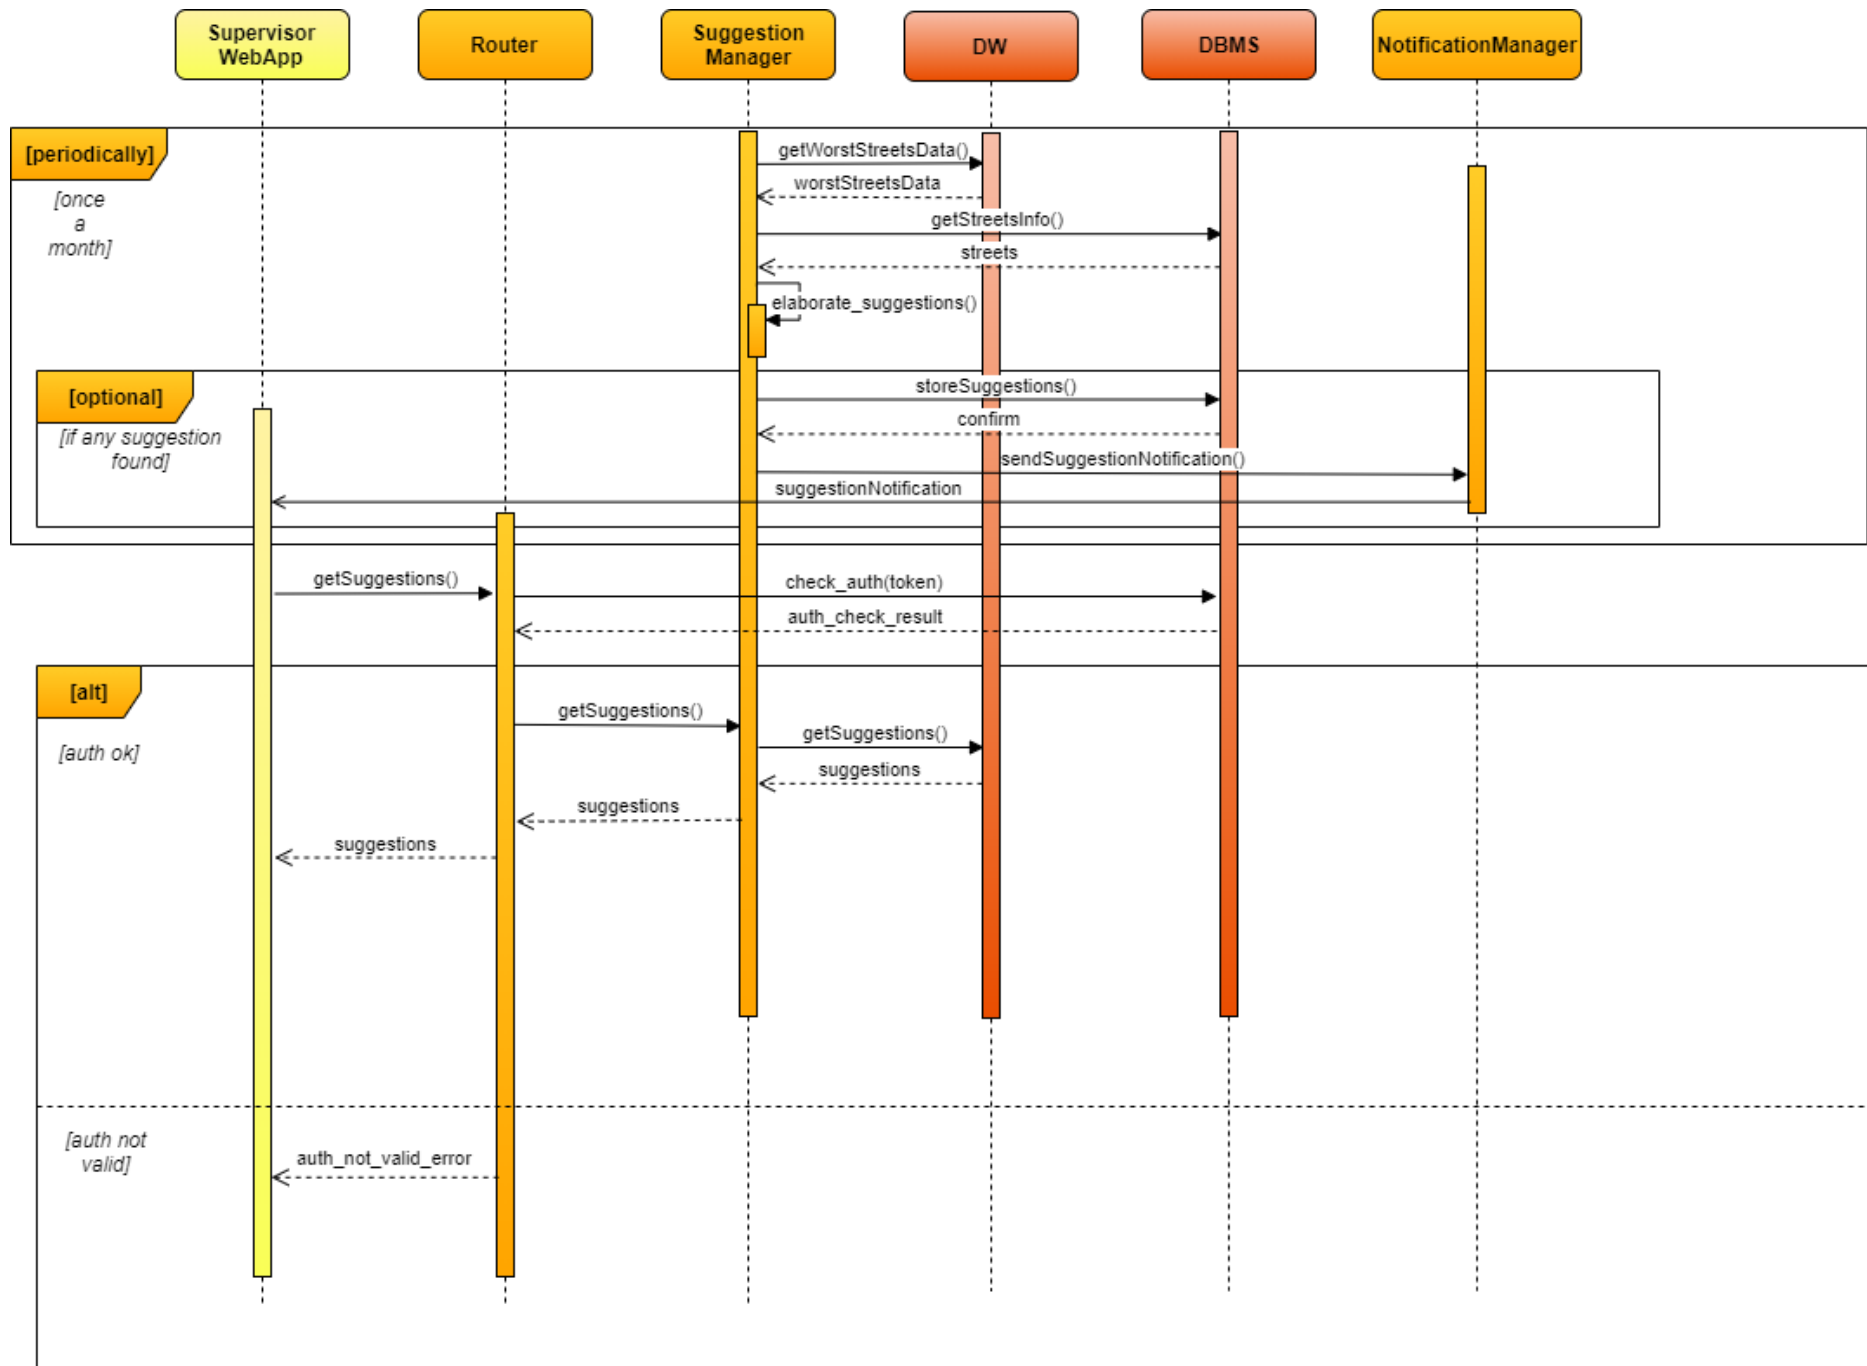 Supervisor
WebApp
Router
Suggestion
Manager
DW
DBMS
NotificationManager
[periodically]
[once
a
month]
getWorstStreetsData()
worstStreetsData
getStreetsInfo()
streets
elaborate_suggestions()
[optional]
[if any suggestion
found]
storeSuggestions()
confirm
sendSuggestionNotification()
suggestionNotification
getSuggestions()
check_auth(token)
auth_check_result
[alt]
[auth ok]
getSuggestions()
getSuggestions()
suggestions
suggestions
suggestions
[auth not
valid]
auth_not_valid_error